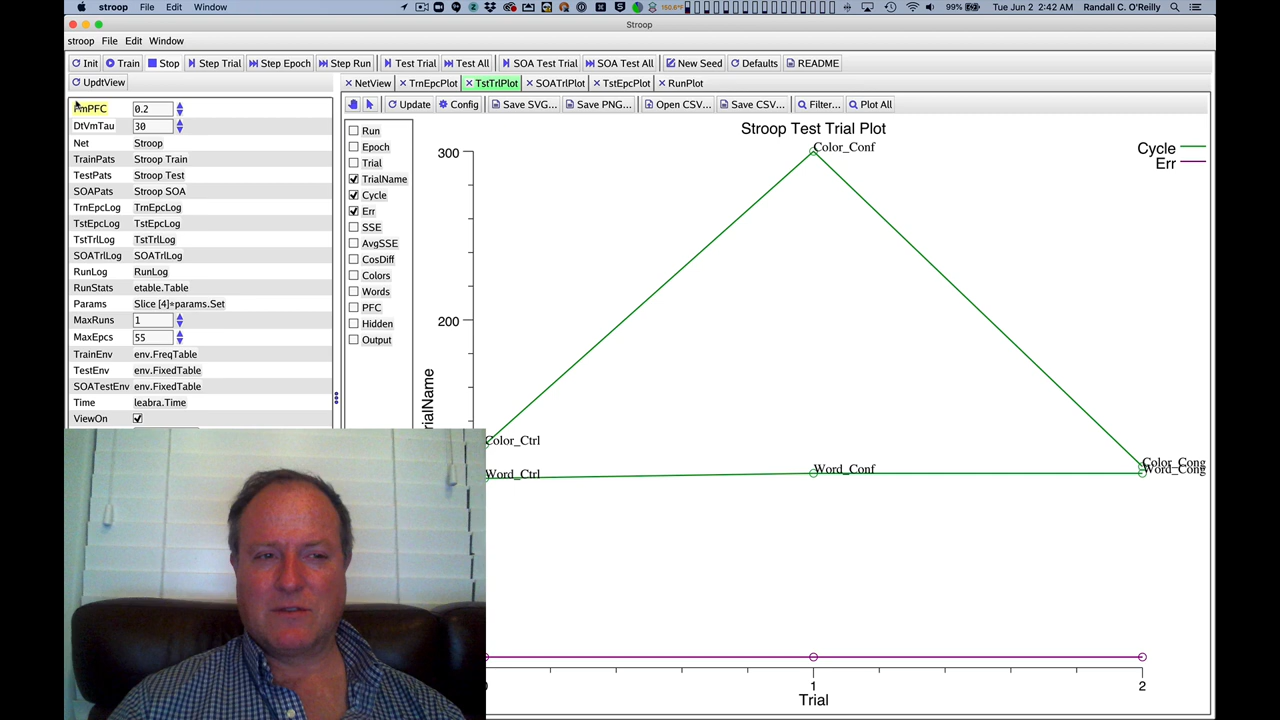 stroop File Edit Window 150.8°F 99% Tue Jun 2 2:42 AM Randall C. O'Reilly
Stroop
stroop File Edit Window
Init Train Stop Step Trial Step Epoch Step Run Test Trial Test All SOA Test Trial SOA Test All New Seed Defaults README
UpdtView
NetView TrnEpcPlot TstTrlPlot SOATrlPlot TstEpcPlot RunPlot
Update Config Save SVG... Save PNG... Open CSV... Save CSV... Filter... Plot All
FmPFC 0.2
DtVmTau 30
Net Stroop
TrainPats Stroop Train
TestPats Stroop Test
SOAPats Stroop SOA
TrnEpcLog TrnEpcLog
TstEpcLog TstEpcLog
TstTrlLog TstTrlLog
SOATrlLog SOATrlLog
RunLog RunLog
RunStats etable.Table
Params Slice [4]*params.Set
MaxRuns 1
MaxEpcs 55
TrainEnv env.FreqTable
TestEnv env.FixedTable
SOATestEnv env.FixedTable
Time leabra.Time
ViewOn
Run
Epoch
Trial
TrialName
Cycle
Err
SSE
AvgSSE
CosDiff
Colors
Words
PFC
Hidden
Output
Stroop Test Trial Plot
Cycle
Err
300
200
rialName
Color_Conf
Color_Ctrl
Word_Ctrl
Word_Conf
Color_Cong
Word_Cong
1
2
Trial